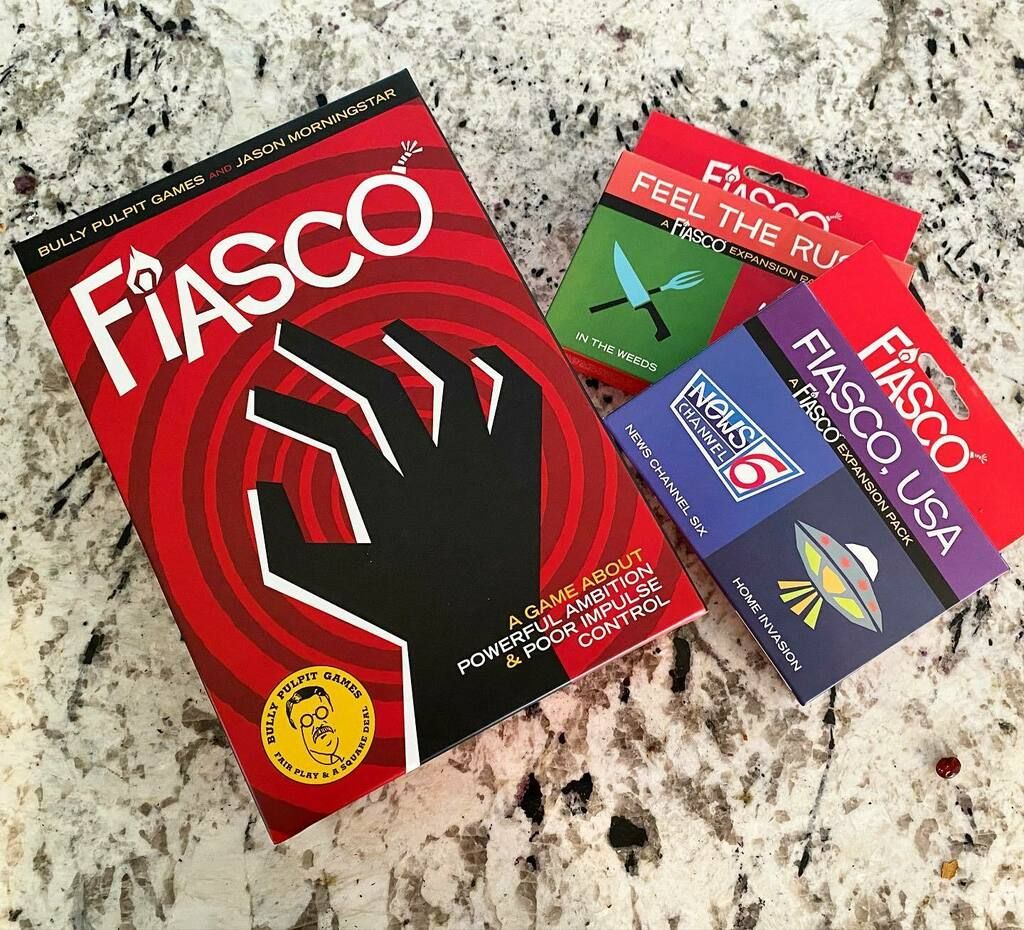 BULLY PULPIT GAMES AND JASON MORNINGSTAR
FiASCO
A GAME ABOUT
POWERFUL AMBITION
& POOR IMPULSE
CONTROL
BULLY PULPIT GAMES
FAIR PLAY & A SQUARE DEAL
FiASCO
FEEL THE
A FiASCO EXPANSION
IN THE WEEDS
FiASCO
FIASCO, USA
A FiASCO EXPANSION PACK
NEWS
CHANNEL
6
NEWS CHANNEL SIX
HOME INVASION